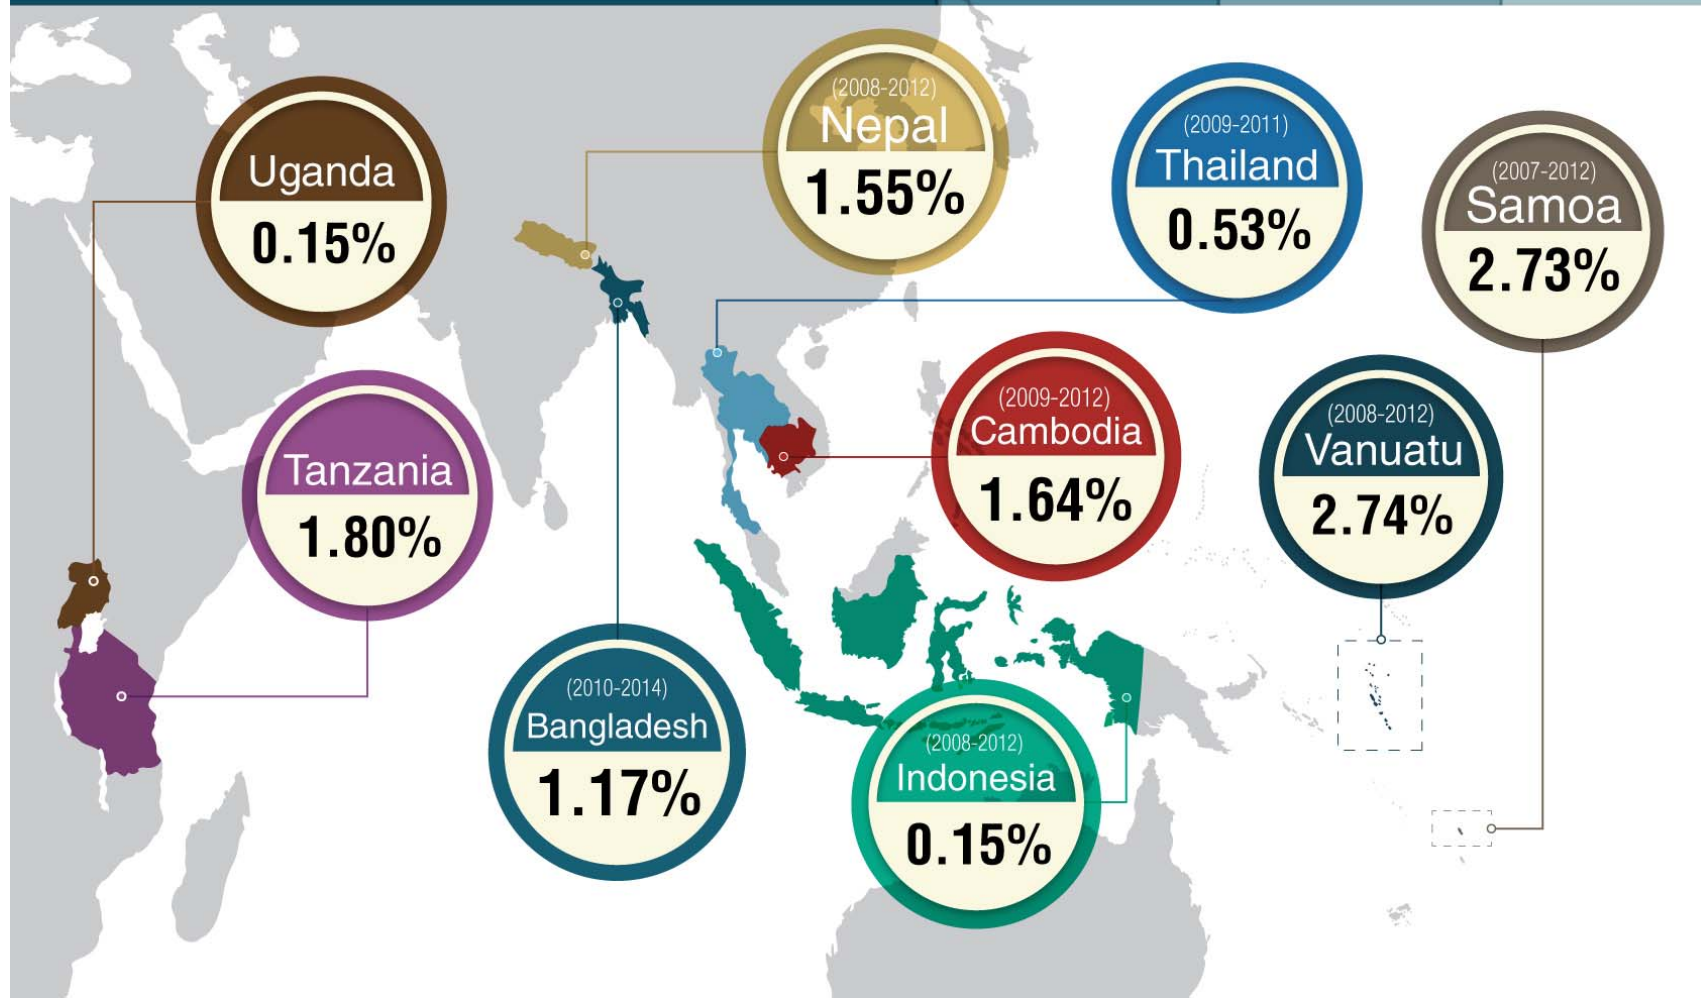 Uganda
0.15%
(2008-2012)
Nepal
1.55%
(2009-2011)
Thailand
0.53%
(2007-2012)
Samoa
2.73%
Tanzania
1.80%
(2009-2012)
Cambodia
1.64%
(2008-2012)
Vanuatu
2.74%
(2010-2014)
Bangladesh
1.17%
(2008-2012)
Indonesia
0.15%